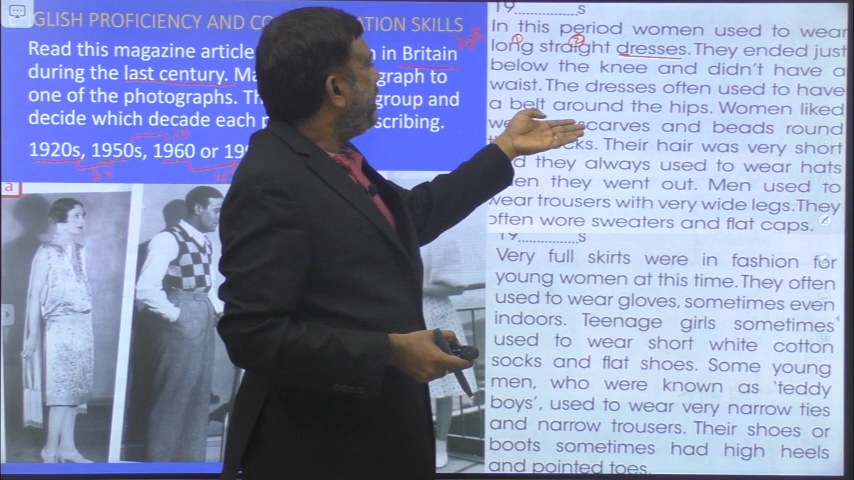 GLISH PROFICIENCY AND CO ATION SKILLS
Read this magazine article in Britain
during the last century. Ma graph to
one of the photographs. Th group and
decide which decade each scribing.
1920s, 1950s, 1960 or 19
a
19 ............... s
In this period women used to wear
long straight dresses. They ended just
below the knee and didn't have a
waist. The dresses often used to have
a belt around the hips. Women liked
we scarves and beads round
cks. Their hair was very short
d they always used to wear hats
en they went out. Men used to
wear trousers with very wide legs. They
often wore sweaters and flat caps.
19 ............... s
Very full skirts were in fashion for
young women at this time. They often
used to wear gloves, sometimes even
indoors. Teenage girls sometimes
used to wear short white cotton
socks and flat shoes. Some young
men, who were known as 'teddy
boys', used to wear very narrow ties
and narrow trousers. Their shoes or
boots sometimes had high heels
and pointed toes.